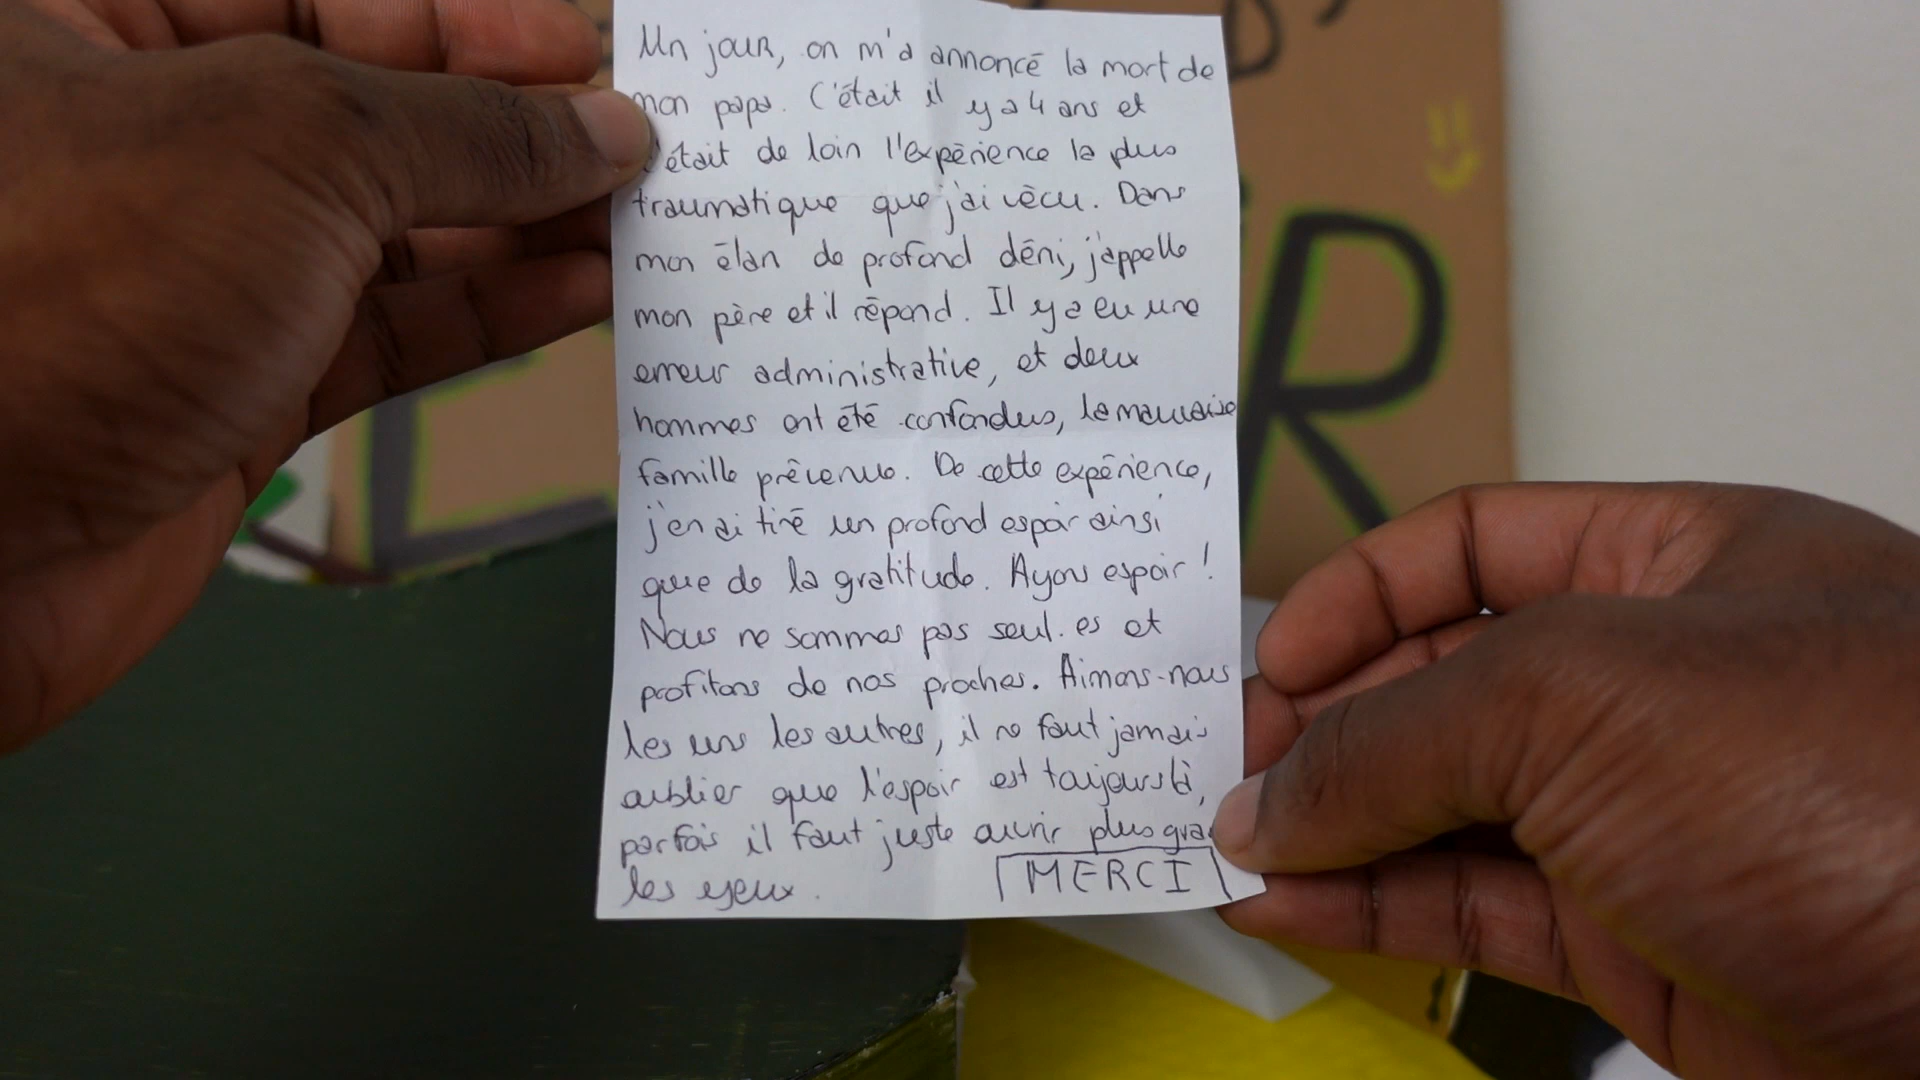 Un jour, on m'a annoncé la mort de
mon papa. C'était il y a 4 ans et
c'était de loin l'expérience la plus
traumatique que j'ai vécu. Dans
mon élan de profond déni, j'appelle
mon père et il répond. Il y a eu une
erreur administrative, et deux
hommes ont été confondus, la mauvaise
famille prévenue. De cette expérience,
j'en ai tiré un profond espoir ainsi
que de la gratitude. Ayons espoir !
Nous ne sommes pas seul.es et
profitons de nos proches. Aimons-nous
les uns les autres, il ne faut jamais
oublier que l'espoir est toujours là,
parfois il faut juste ouvrir plus gra
les yeux.
MERCI
R